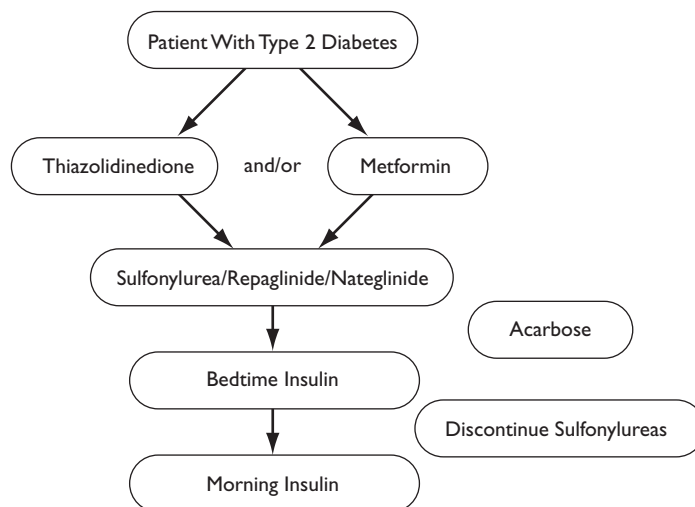 Patient With Type 2 Diabetes
Thiazolidinedione and/or Metformin
Sulfonylurea/Repaglinide/Nateglinide
Acarbose
Bedtime Insulin
Discontinue Sulfonylureas
Morning Insulin